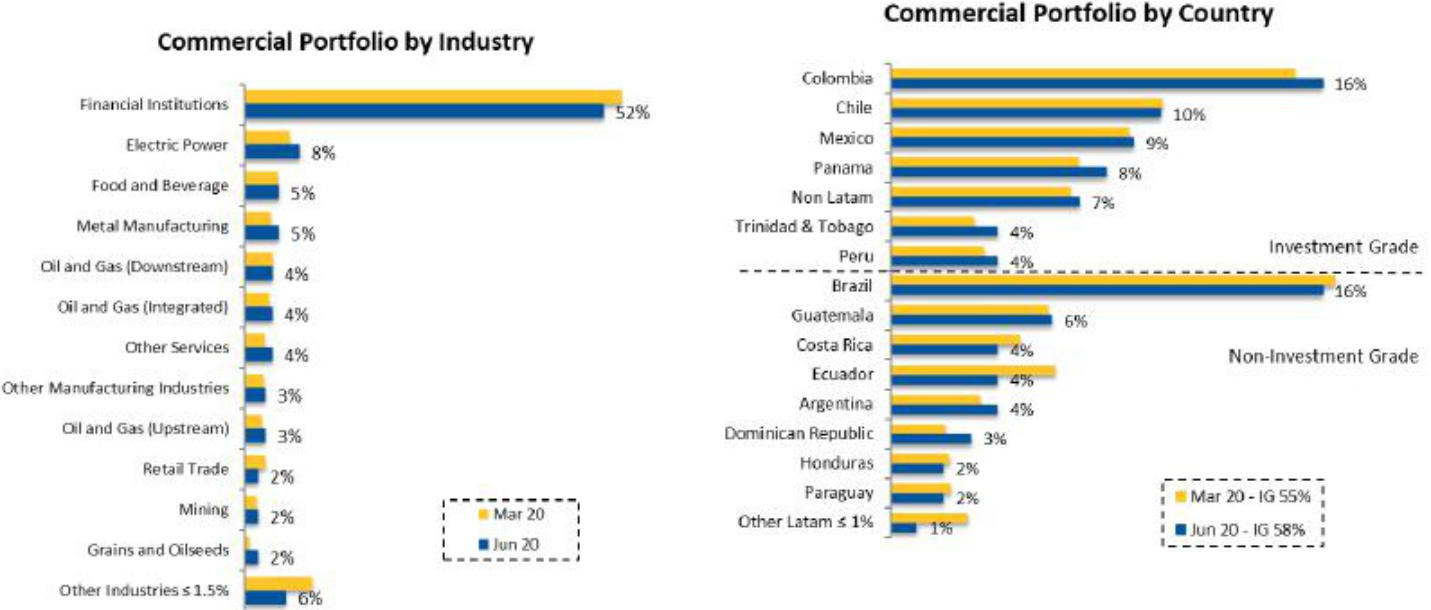 Commercial Portfolio by Industry
Financial Institutions 52%
Electric Power 8%
Food and Beverage 5%
Metal Manufacturing 5%
Oil and Gas (Downstream) 4%
Oil and Gas (Integrated) 4%
Other Services 4%
Other Manufacturing Industries 3%
Oil and Gas (Upstream) 3%
Retail Trade 2%
Mining 2%
Grains and Oilseeds 2%
Other Industries ≤ 1.5% 6%
Mar 20
Jun 20
Commercial Portfolio by Country
Colombia 16%
Chile 10%
Mexico 9%
Panama 8%
Non Latam 7%
Trinidad & Tobago 4%
Peru 4%
Investment Grade
Brazil 16%
Guatemala 6%
Costa Rica 4%
Non-Investment Grade
Ecuador 4%
Argentina 4%
Dominican Republic 3%
Honduras 2%
Paraguay 2%
Other Latam ≤ 1% 1%
Mar 20 - IG 55%
Jun 20 - IG 58%